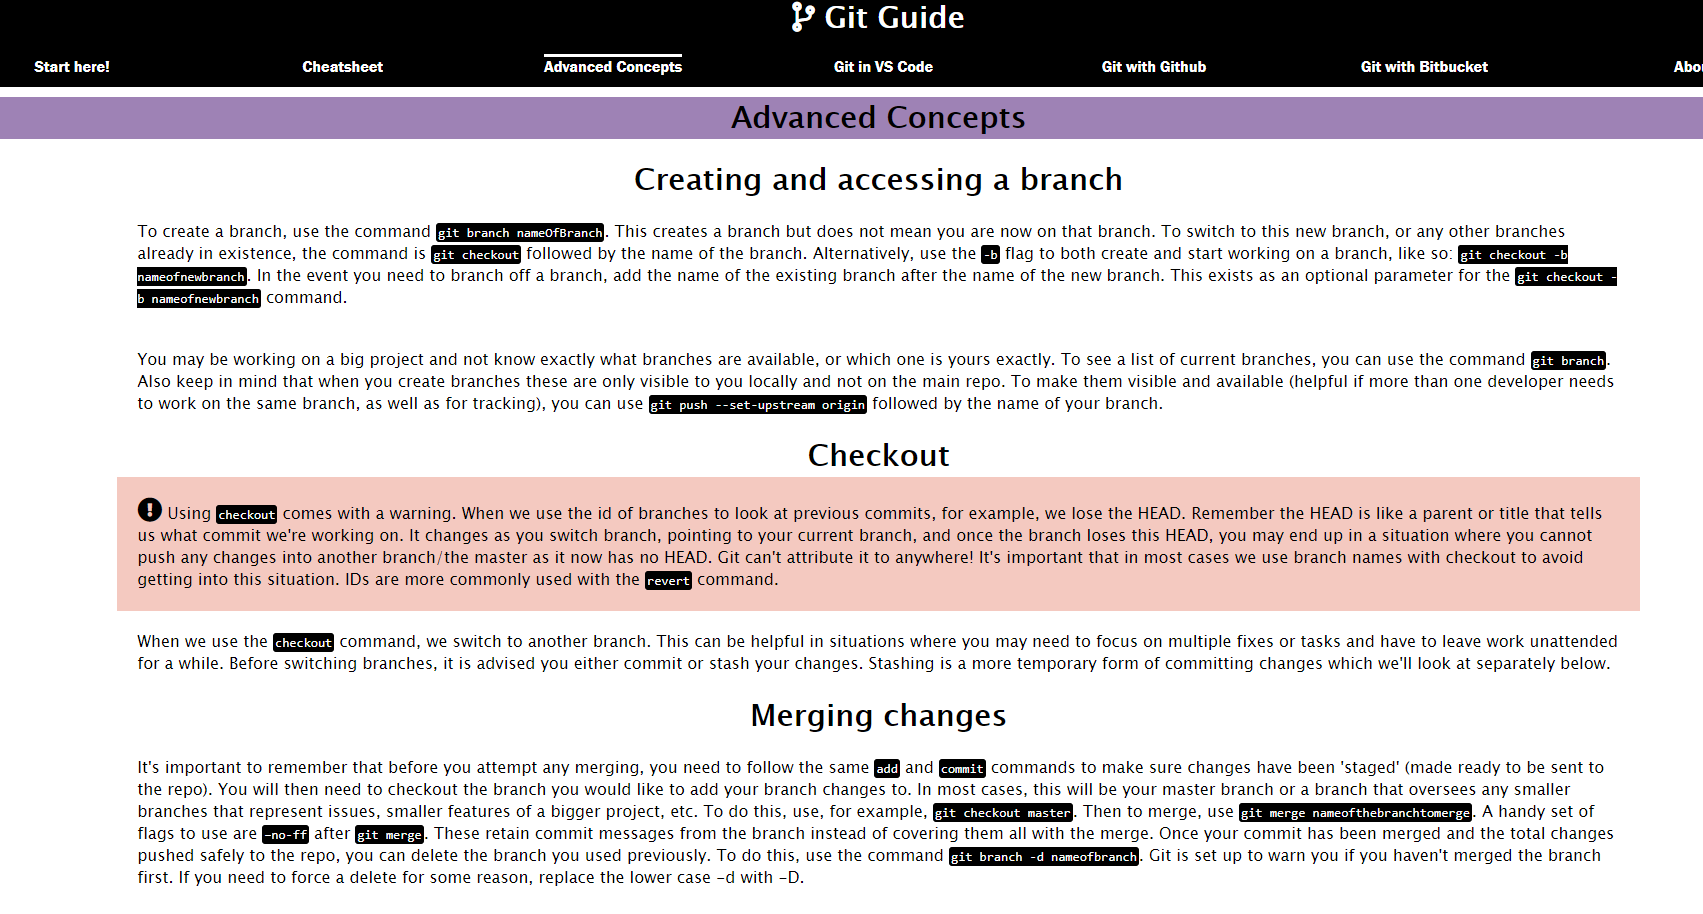 Git Guide
Start here!
Cheatsheet
Advanced Concepts
Git in VS Code
Git with Github
Git with Bitbucket
Abou
Advanced Concepts
Creating and accessing a branch
To create a branch, use the command git branch nameOfBranch. This creates a branch but does not mean you are now on that branch. To switch to this new branch, or any other branches
already in existence, the command is git checkout followed by the name of the branch. Alternatively, use the -b flag to both create and start working on a branch, like so: git checkout -b
nameofnewbranch. In the event you need to branch off a branch, add the name of the existing branch after the name of the new branch. This exists as an optional parameter for the git checkout -
b nameofnewbranch command.
You may be working on a big project and not know exactly what branches are available, or which one is yours exactly. To see a list of current branches, you can use the command git branch.
Also keep in mind that when you create branches these are only visible to you locally and not on the main repo. To make them visible and available (helpful if more than one developer needs
to work on the same branch, as well as for tracking), you can use git push --set-upstream origin followed by the name of your branch.
Checkout
Using checkout comes with a warning. When we use the id of branches to look at previous commits, for example, we lose the HEAD. Remember the HEAD is like a parent or title that tells
us what commit we're working on. It changes as you switch branch, pointing to your current branch, and once the branch loses this HEAD, you may end up in a situation where you cannot
push any changes into another branch/the master as it now has no HEAD. Git can't attribute it to anywhere! It's important that in most cases we use branch names with checkout to avoid
getting into this situation. IDs are more commonly used with the revert command.
When we use the checkout command, we switch to another branch. This can be helpful in situations where you may need to focus on multiple fixes or tasks and have to leave work unattended
for a while. Before switching branches, it is advised you either commit or stash your changes. Stashing is a more temporary form of committing changes which we'll look at separately below.
Merging changes
It's important to remember that before you attempt any merging, you need to follow the same add and commit commands to make sure changes have been 'staged' (made ready to be sent to
the repo). You will then need to checkout the branch you would like to add your branch changes to. In most cases, this will be your master branch or a branch that oversees any smaller
branches that represent issues, smaller features of a bigger project, etc. To do this, use, for example, git checkout master. Then to merge, use git merge nameofthebranchtomerge. A handy set of
flags to use are –no-ff after git merge. These retain commit messages from the branch instead of covering them all with the merge. Once your commit has been merged and the total changes
pushed safely to the repo, you can delete the branch you used previously. To do this, use the command git branch -d nameofbranch. Git is set up to warn you if you haven't merged the branch
first. If you need to force a delete for some reason, replace the lower case –d with –D.